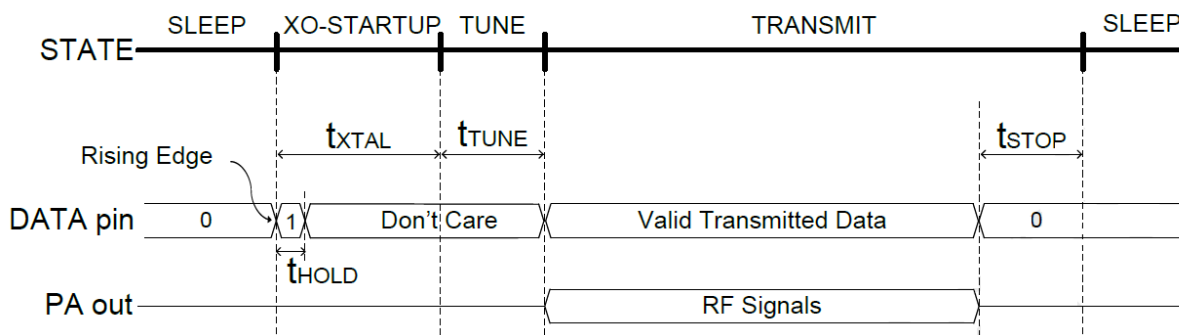 SLEEP XO-STARTUP TUNE TRANSMIT SLEEP
STATE
tXTAL tTUNE tSTOP
Rising Edge
DATA pin 0 1 Don't Care Valid Transmitted Data 0
tHOLD
PA out RF Signals